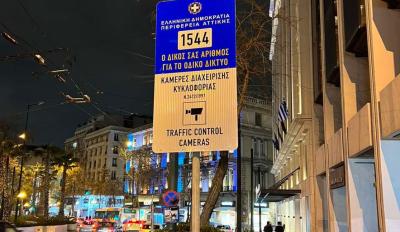 ΕΛΛΗΝΙΚΗ ΔΗΜΟΚΡΑΤΙΑ
ΠΕΡΙΦΕΡΕΙΑ ΑΤΤΙΚΗΣ
1544
Ο ΔΙΚΟΣ ΣΑΣ ΑΡΙΘΜΟΣ
ΓΙΑ ΤΟ ΟΔΙΚΟ ΔΙΚΤΥΟ
ΚΑΜΕΡΕΣ ΔΙΑΧΕΙΡΙΣΗΣ
ΚΥΚΛΟΦΟΡΙΑΣ
TRAFFIC CONTROL
CAMERAS